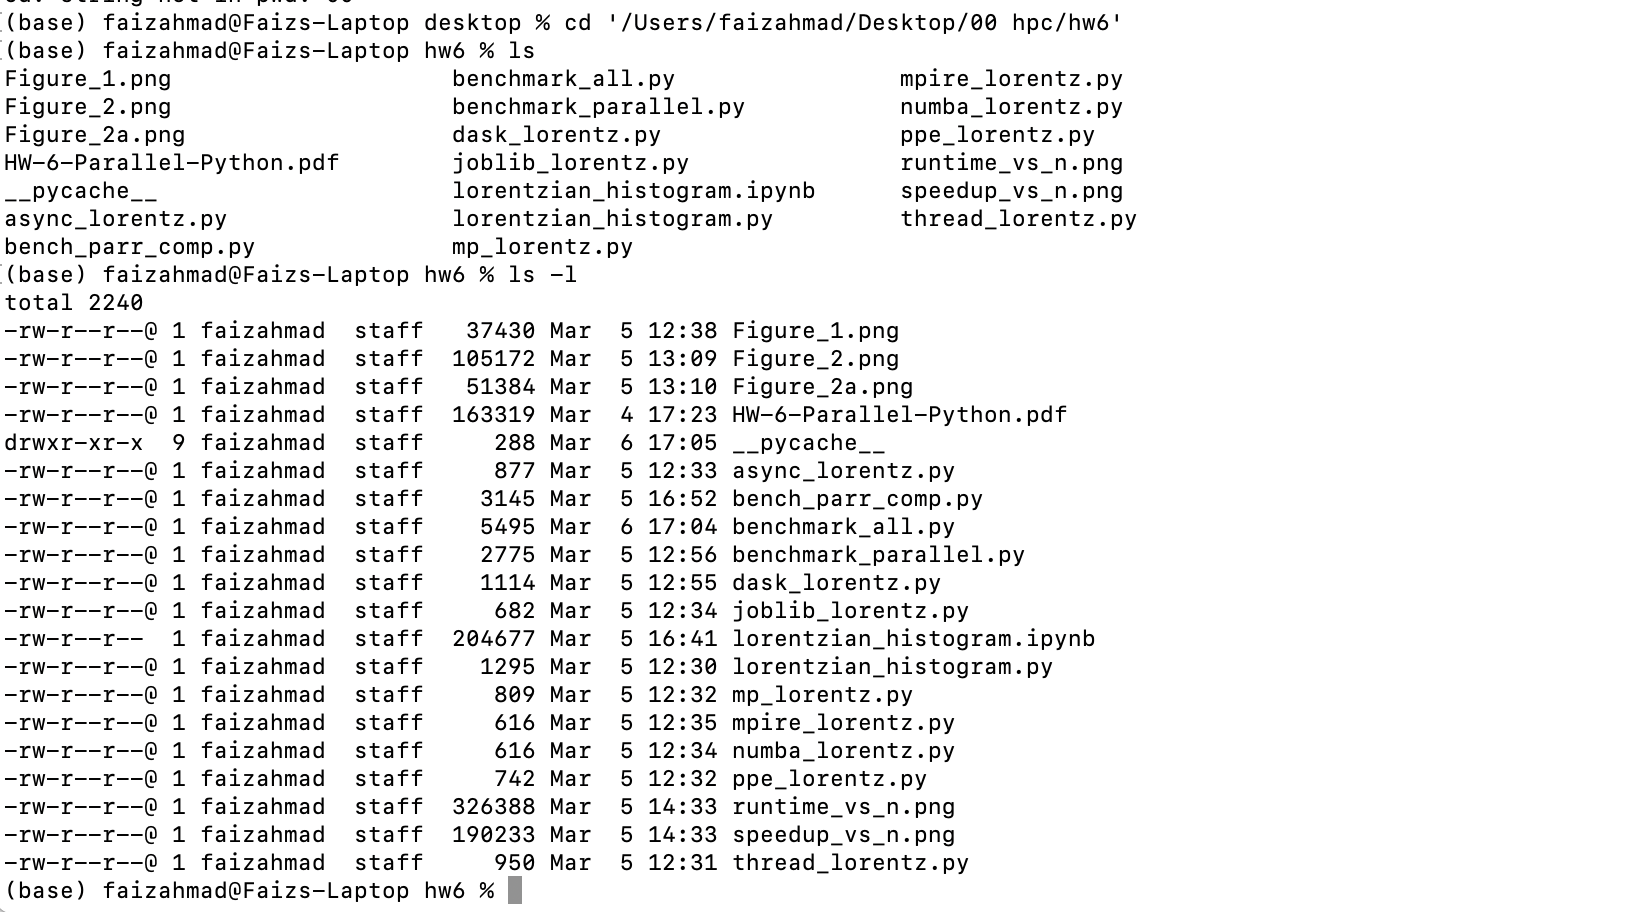 cd: string not in pwd: 00
(base) faizahmad@Faizs-Laptop desktop % cd '/Users/faizahmad/Desktop/00 hpc/hw6'
(base) faizahmad@Faizs-Laptop hw6 % ls
Figure_1.png benchmark_all.py mpire_lorentz.py
Figure_2.png benchmark_parallel.py numba_lorentz.py
Figure_2a.png dask_lorentz.py ppe_lorentz.py
HW-6-Parallel-Python.pdf joblib_lorentz.py runtime_vs_n.png
__pycache__ lorentzian_histogram.ipynb speedup_vs_n.png
async_lorentz.py lorentzian_histogram.py thread_lorentz.py
bench_parr_comp.py mp_lorentz.py
(base) faizahmad@Faizs-Laptop hw6 % ls -l
total 2240
-rw-r--r--@ 1 faizahmad staff 37430 Mar 5 12:38 Figure_1.png
-rw-r--r--@ 1 faizahmad staff 105172 Mar 5 13:09 Figure_2.png
-rw-r--r--@ 1 faizahmad staff 51384 Mar 5 13:10 Figure_2a.png
-rw-r--r--@ 1 faizahmad staff 163319 Mar 4 17:23 HW-6-Parallel-Python.pdf
drwxr-xr-x 9 faizahmad staff 288 Mar 6 17:05 __pycache__
-rw-r--r--@ 1 faizahmad staff 877 Mar 5 12:33 async_lorentz.py
-rw-r--r--@ 1 faizahmad staff 3145 Mar 5 16:52 bench_parr_comp.py
-rw-r--r--@ 1 faizahmad staff 5495 Mar 6 17:04 benchmark_all.py
-rw-r--r--@ 1 faizahmad staff 2775 Mar 5 12:56 benchmark_parallel.py
-rw-r--r--@ 1 faizahmad staff 1114 Mar 5 12:55 dask_lorentz.py
-rw-r--r--@ 1 faizahmad staff 682 Mar 5 12:34 joblib_lorentz.py
-rw-r--r-- 1 faizahmad staff 204677 Mar 5 16:41 lorentzian_histogram.ipynb
-rw-r--r--@ 1 faizahmad staff 1295 Mar 5 12:30 lorentzian_histogram.py
-rw-r--r--@ 1 faizahmad staff 809 Mar 5 12:32 mp_lorentz.py
-rw-r--r--@ 1 faizahmad staff 616 Mar 5 12:35 mpire_lorentz.py
-rw-r--r--@ 1 faizahmad staff 616 Mar 5 12:34 numba_lorentz.py
-rw-r--r--@ 1 faizahmad staff 742 Mar 5 12:32 ppe_lorentz.py
-rw-r--r--@ 1 faizahmad staff 326388 Mar 5 14:33 runtime_vs_n.png
-rw-r--r--@ 1 faizahmad staff 190233 Mar 5 14:33 speedup_vs_n.png
-rw-r--r--@ 1 faizahmad staff 950 Mar 5 12:31 thread_lorentz.py
(base) faizahmad@Faizs-Laptop hw6 %